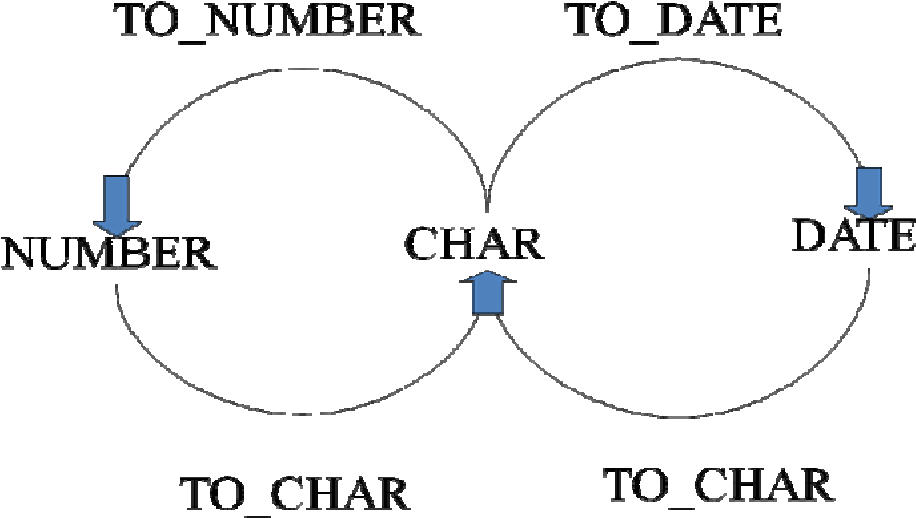 TO_NUMBER
TO_DATE
NUMBER
CHAR
DATE
TO_CHAR
TO_CHAR